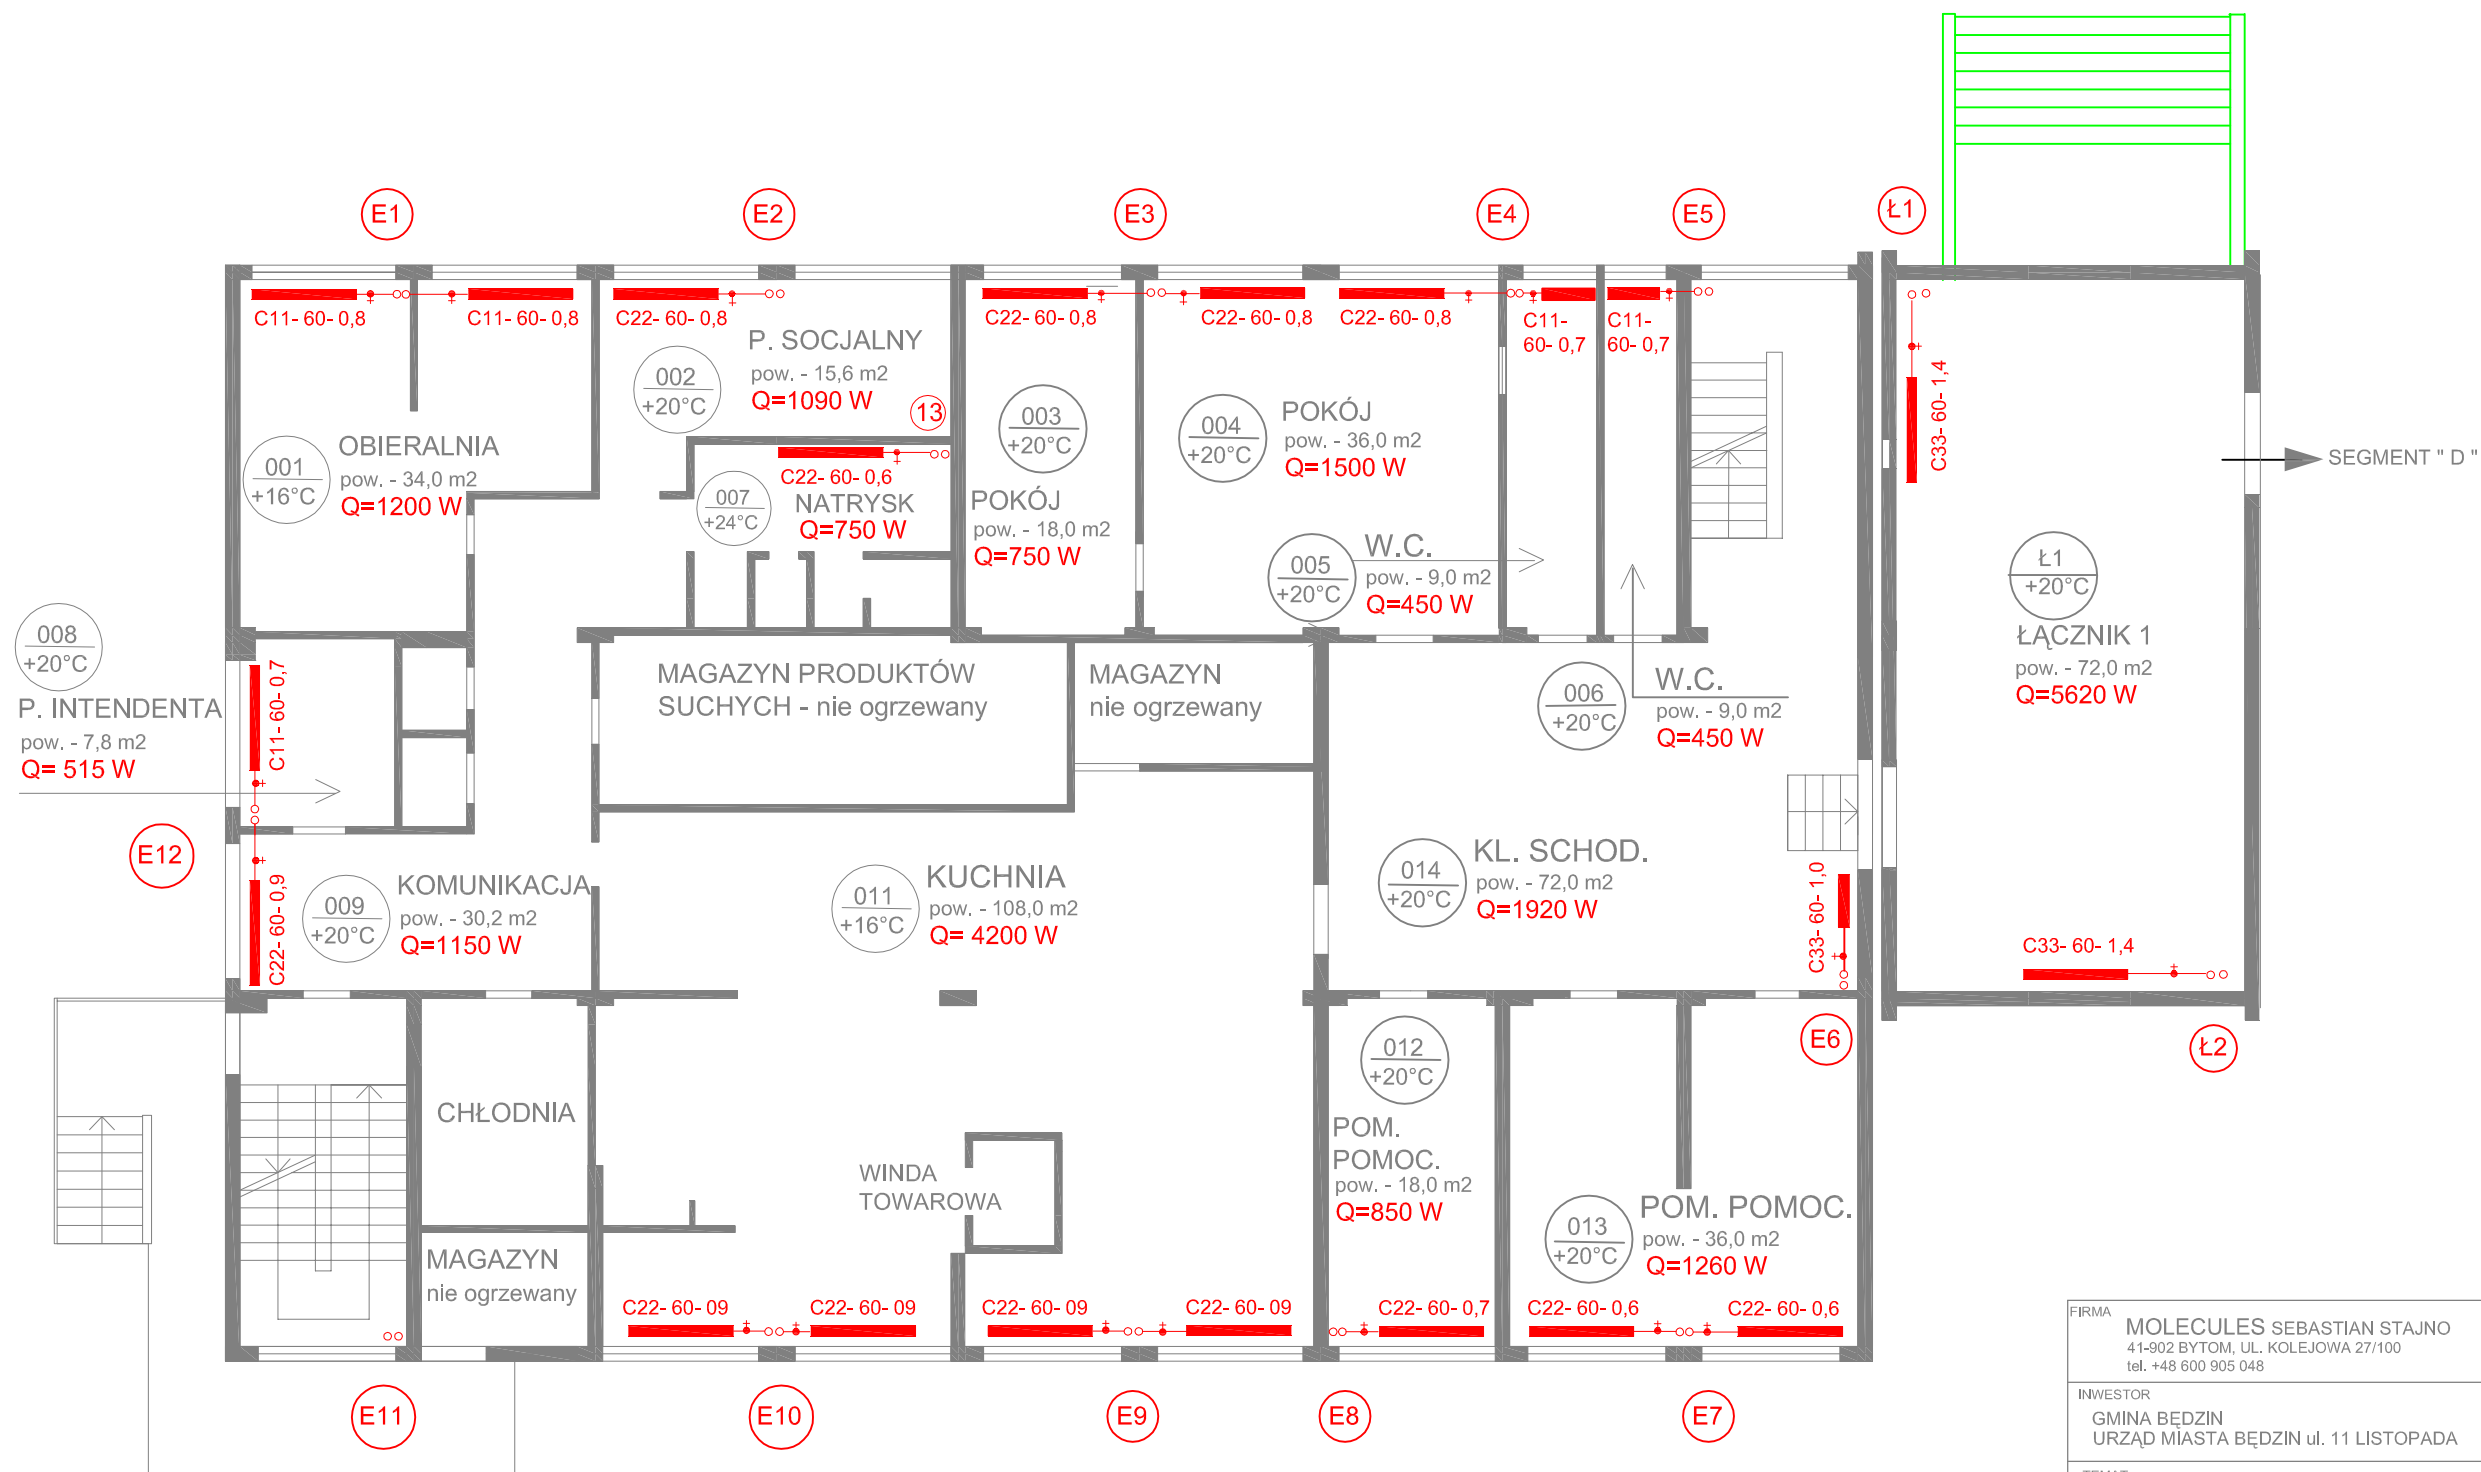 E1
E2
E3
E4
E5
Ł1
C11- 60- 0,8
C11- 60- 0,8
C22- 60- 0,8
C22- 60- 0,8
C22- 60- 0,8
C22- 60- 0,8
C11-
60- 0,7
C11-
60- 0,7
C33- 60- 1,4
002
+20°C
P. SOCJALNY
pow. - 15,6 m2
Q=1090 W
13
001
+16°C
OBIERALNIA
pow. - 34,0 m2
Q=1200 W
C22- 60- 0,6
007
+24°C
NATRYSK
Q=750 W
003
+20°C
POKÓJ
pow. - 18,0 m2
Q=750 W
004
+20°C
POKÓJ
pow. - 36,0 m2
Q=1500 W
005
+20°C
W.C.
pow. - 9,0 m2
Q=450 W
SEGMENT " D "
Ł1
+20°C
ŁĄCZNIK 1
pow. - 72,0 m2
Q=5620 W
008
+20°C
P. INTENDENTA
pow. - 7,8 m2
Q= 515 W
C11- 60- 0,7
MAGAZYN PRODUKTÓW
SUCHYCH - nie ogrzewany
MAGAZYN
nie ogrzewany
006
+20°C
W.C.
pow. - 9,0 m2
Q=450 W
E12
C22- 60- 0,9
009
+20°C
KOMUNIKACJA
pow. - 30,2 m2
Q=1150 W
011
+16°C
KUCHNIA
pow. - 108,0 m2
Q= 4200 W
014
+20°C
KL. SCHOD.
pow. - 72,0 m2
Q=1920 W
C33- 60- 1,0
C33- 60- 1,4
E6
Ł2
CHŁODNIA
WINDA
TOWAROWA
012
+20°C
POM.
POMOC.
pow. - 18,0 m2
Q=850 W
013
+20°C
POM. POMOC.
pow. - 36,0 m2
Q=1260 W
MAGAZYN
nie ogrzewany
C22- 60- 09
C22- 60- 09
C22- 60- 09
C22- 60- 09
C22- 60- 0,7
C22- 60- 0,6
C22- 60- 0,6
E11
E10
E9
E8
E7
FIRMA
MOLECULES SEBASTIAN STAJNO
41-902 BYTOM, UL. KOLEJOWA 27/100
tel. +48 600 905 048
INWESTOR
GMINA BĘDZIN
URZĄD MIASTA BĘDZIN ul. 11 LISTOPADA